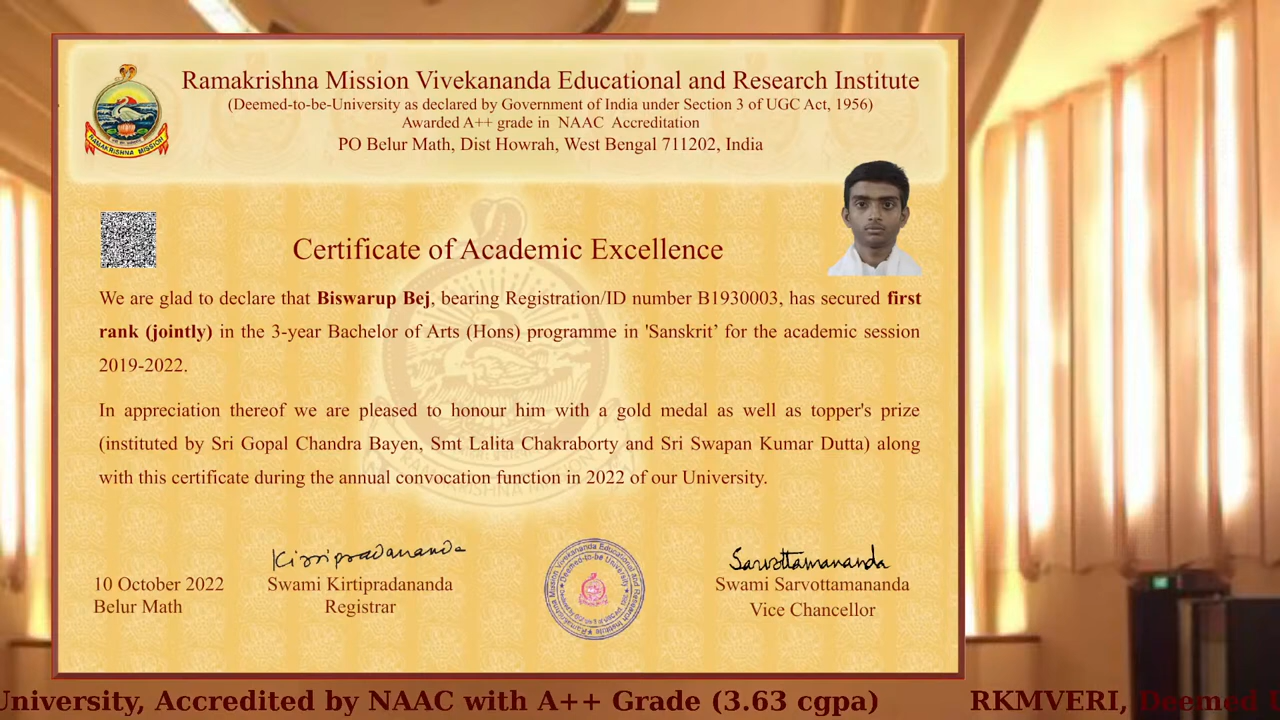 Ramakrishna Mission Vivekananda Educational and Research Institute
(Deemed-to-be-University as declared by Government of India under Section 3 of UGC Act, 1956)
Awarded A++ grade in NAAC Accreditation
PO Belur Math, Dist Howrah, West Bengal 711202, India
RAMAKRISHNA MISSION
Certificate of Academic Excellence
We are glad to declare that Biswarup Bej, bearing Registration/ID number B1930003, has secured first
rank (jointly) in the 3-year Bachelor of Arts (Hons) programme in 'Sanskrit’ for the academic session
2019-2022.
In appreciation thereof we are pleased to honour him with a gold medal as well as topper's prize
(instituted by Sri Gopal Chandra Bayen, Smt Lalita Chakraborty and Sri Swapan Kumar Dutta) along
with this certificate during the annual convocation function in 2022 of our University.
Kirtipradananda
Sarvottamananda
10 October 2022
Belur Math
Swami Kirtipradananda
Registrar
Swami Sarvottamananda
Vice Chancellor
University, Accredited by NAAC with A++ Grade (3.63 cgpa) RKMVERI, Deemed